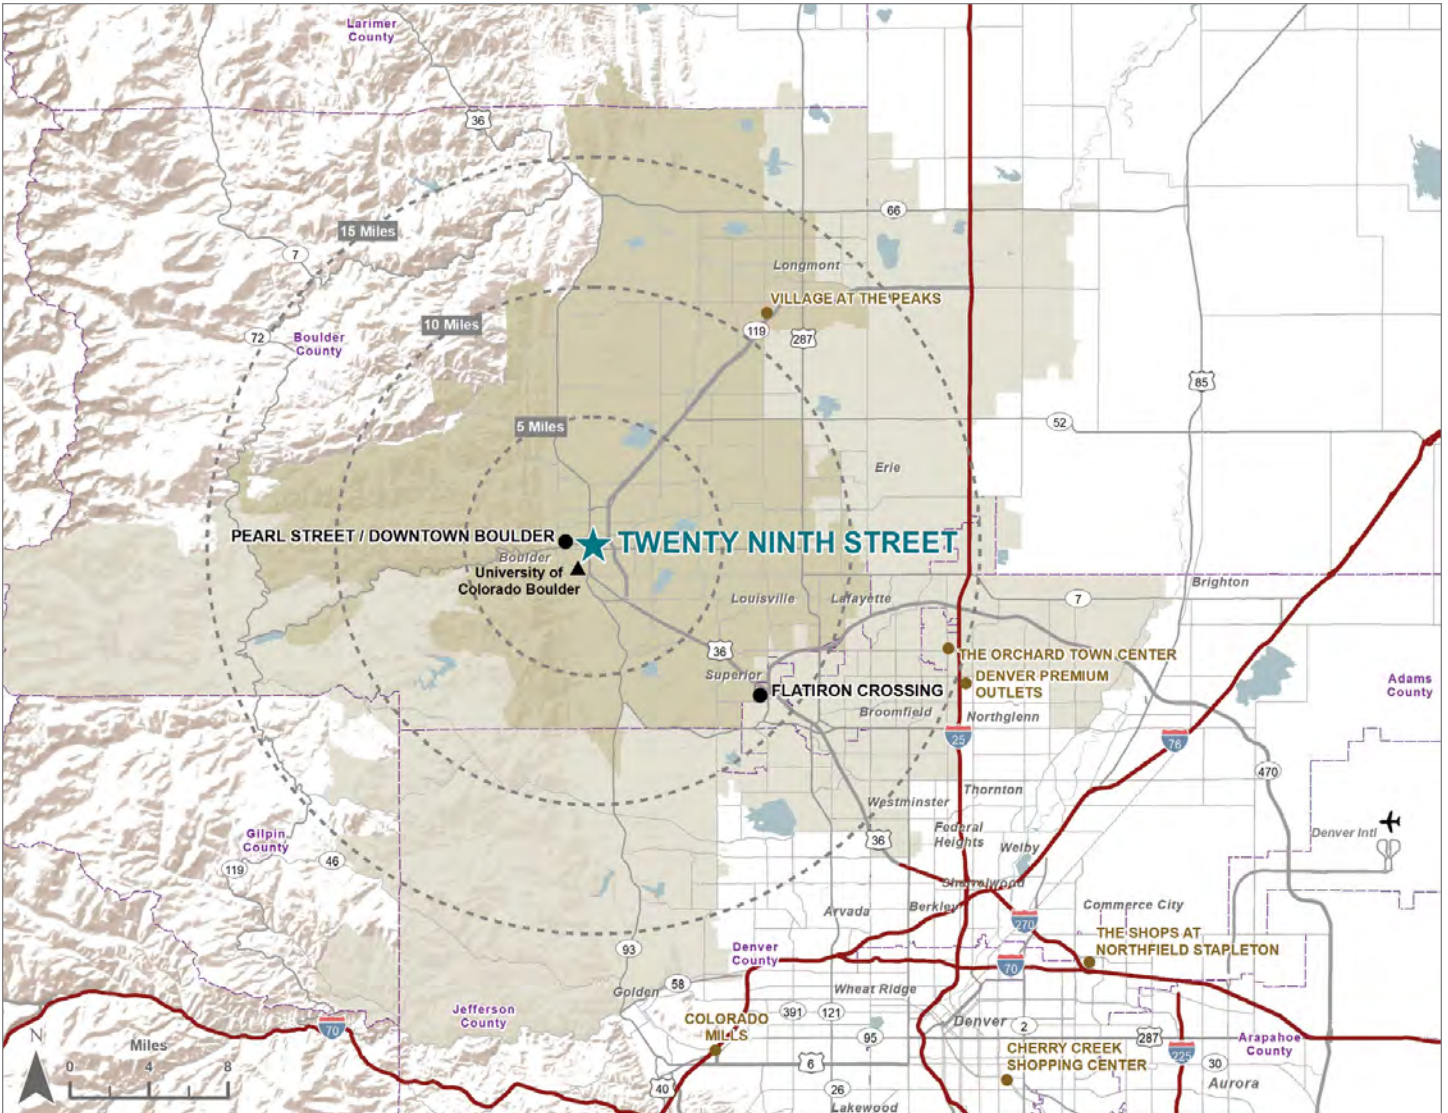 Larimer
County
36
66
15 Miles
7
Longmont
VILLAGE AT THE PEAKS
10 Miles
119
72
Boulder
County
287
85
52
5 Miles
Erie
PEARL STREET / DOWNTOWN BOULDER
TWENTY NINTH STREET
Boulder
University of
Colorado Boulder
Brighton
Louisville
Lafayette
7
36
THE ORCHARD TOWN CENTER
Superior
DENVER PREMIUM
OUTLETS
Adams
County
FLATIRON CROSSING
Broomfield
Northglenn
25
76
470
Thornton
Westminster
Federal
Heights
36
Welby
Denver Intl
Gilpin
County
46
119
Sherrelwood
Arvada
Berkley
Commerce City
270
THE SHOPS AT
NORTHFIELD STAPLETON
93
Denver
County
70
58
Golden
Wheat Ridge
Jefferson
County
391
121
COLORADO
MILLS
Denver
2
287
70
N
Miles
0
4
8
95
Arapahoe
County
CHERRY CREEK
SHOPPING CENTER
225
6
30
40
26
Aurora
Lakewood